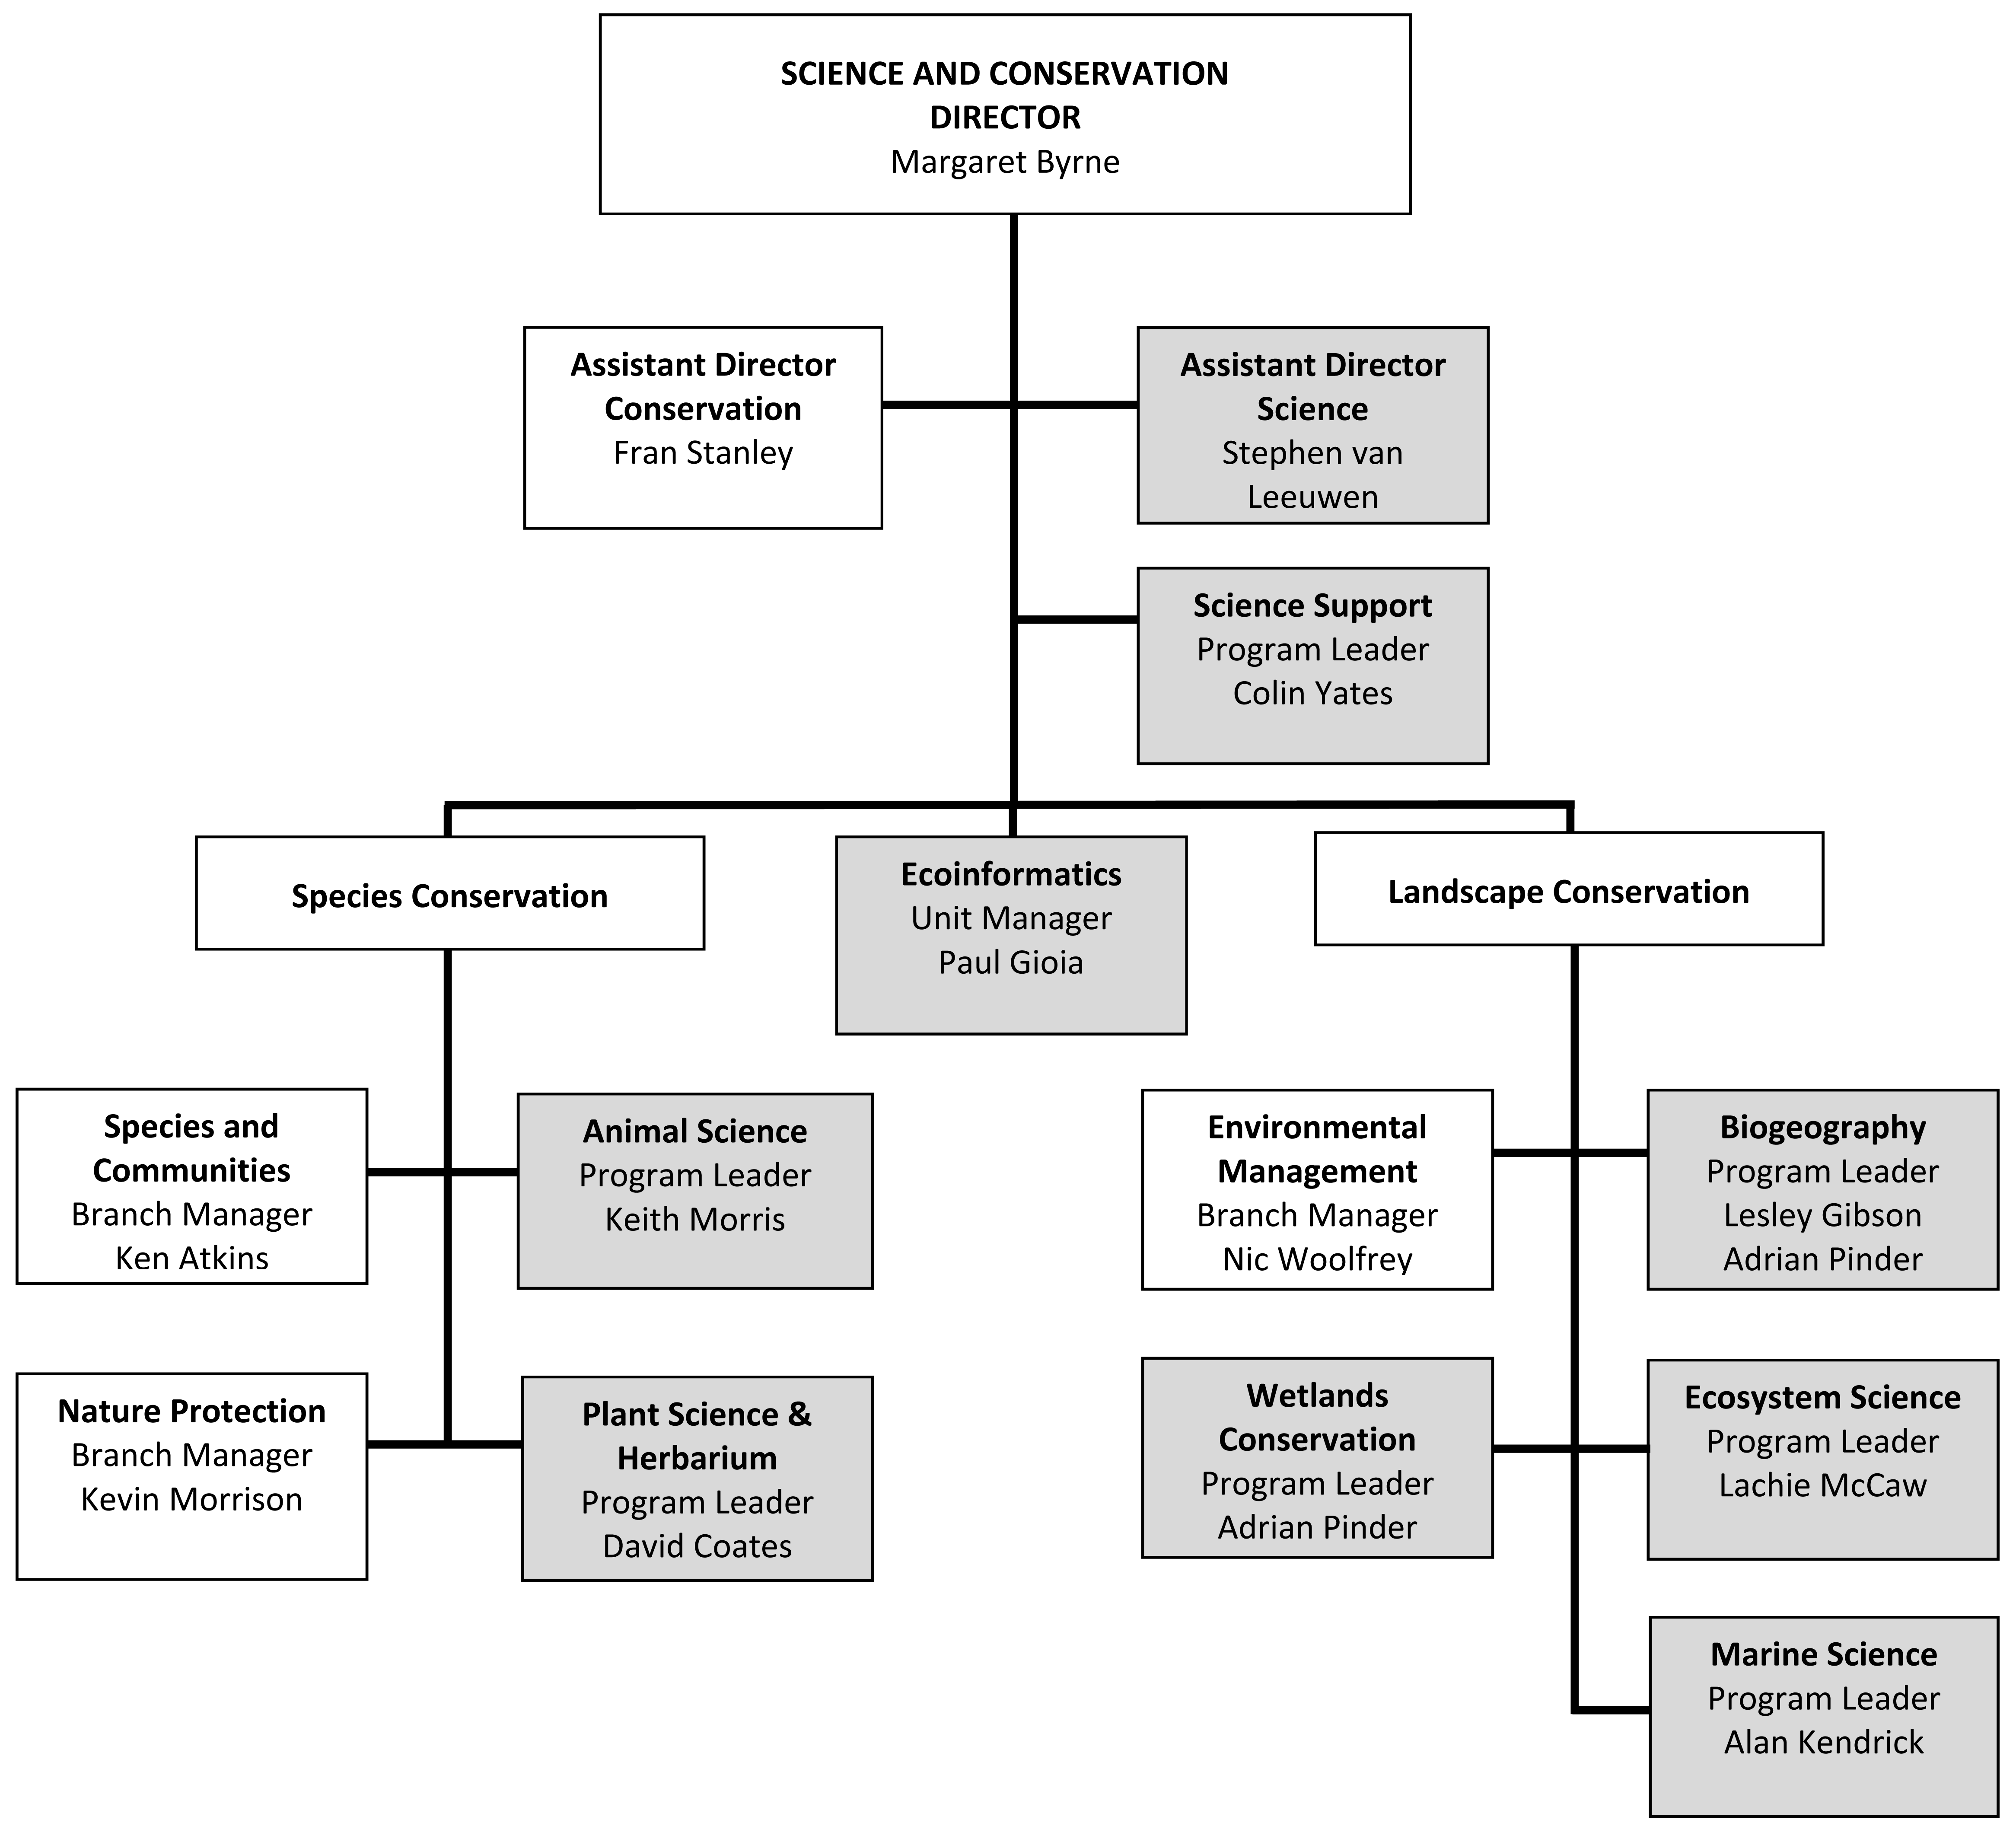 SCIENCE AND CONSERVATION
DIRECTOR
Margaret Byrne
Assistant Director
Conservation
Fran Stanley
Assistant Director
Science
Stephen van
Leeuwen
Science Support
Program Leader
Colin Yates
Species Conservation
Ecoinformatics
Unit Manager
Paul Gioia
Landscape Conservation
Species and
Communities
Branch Manager
Ken Atkins
Animal Science
Program Leader
Keith Morris
Environmental
Management
Branch Manager
Nic Woolfrey
Biogeography
Program Leader
Lesley Gibson
Adrian Pinder
Nature Protection
Branch Manager
Kevin Morrison
Plant Science &
Herbarium
Program Leader
David Coates
Wetlands
Conservation
Program Leader
Adrian Pinder
Ecosystem Science
Program Leader
Lachie McCaw
Marine Science
Program Leader
Alan Kendrick